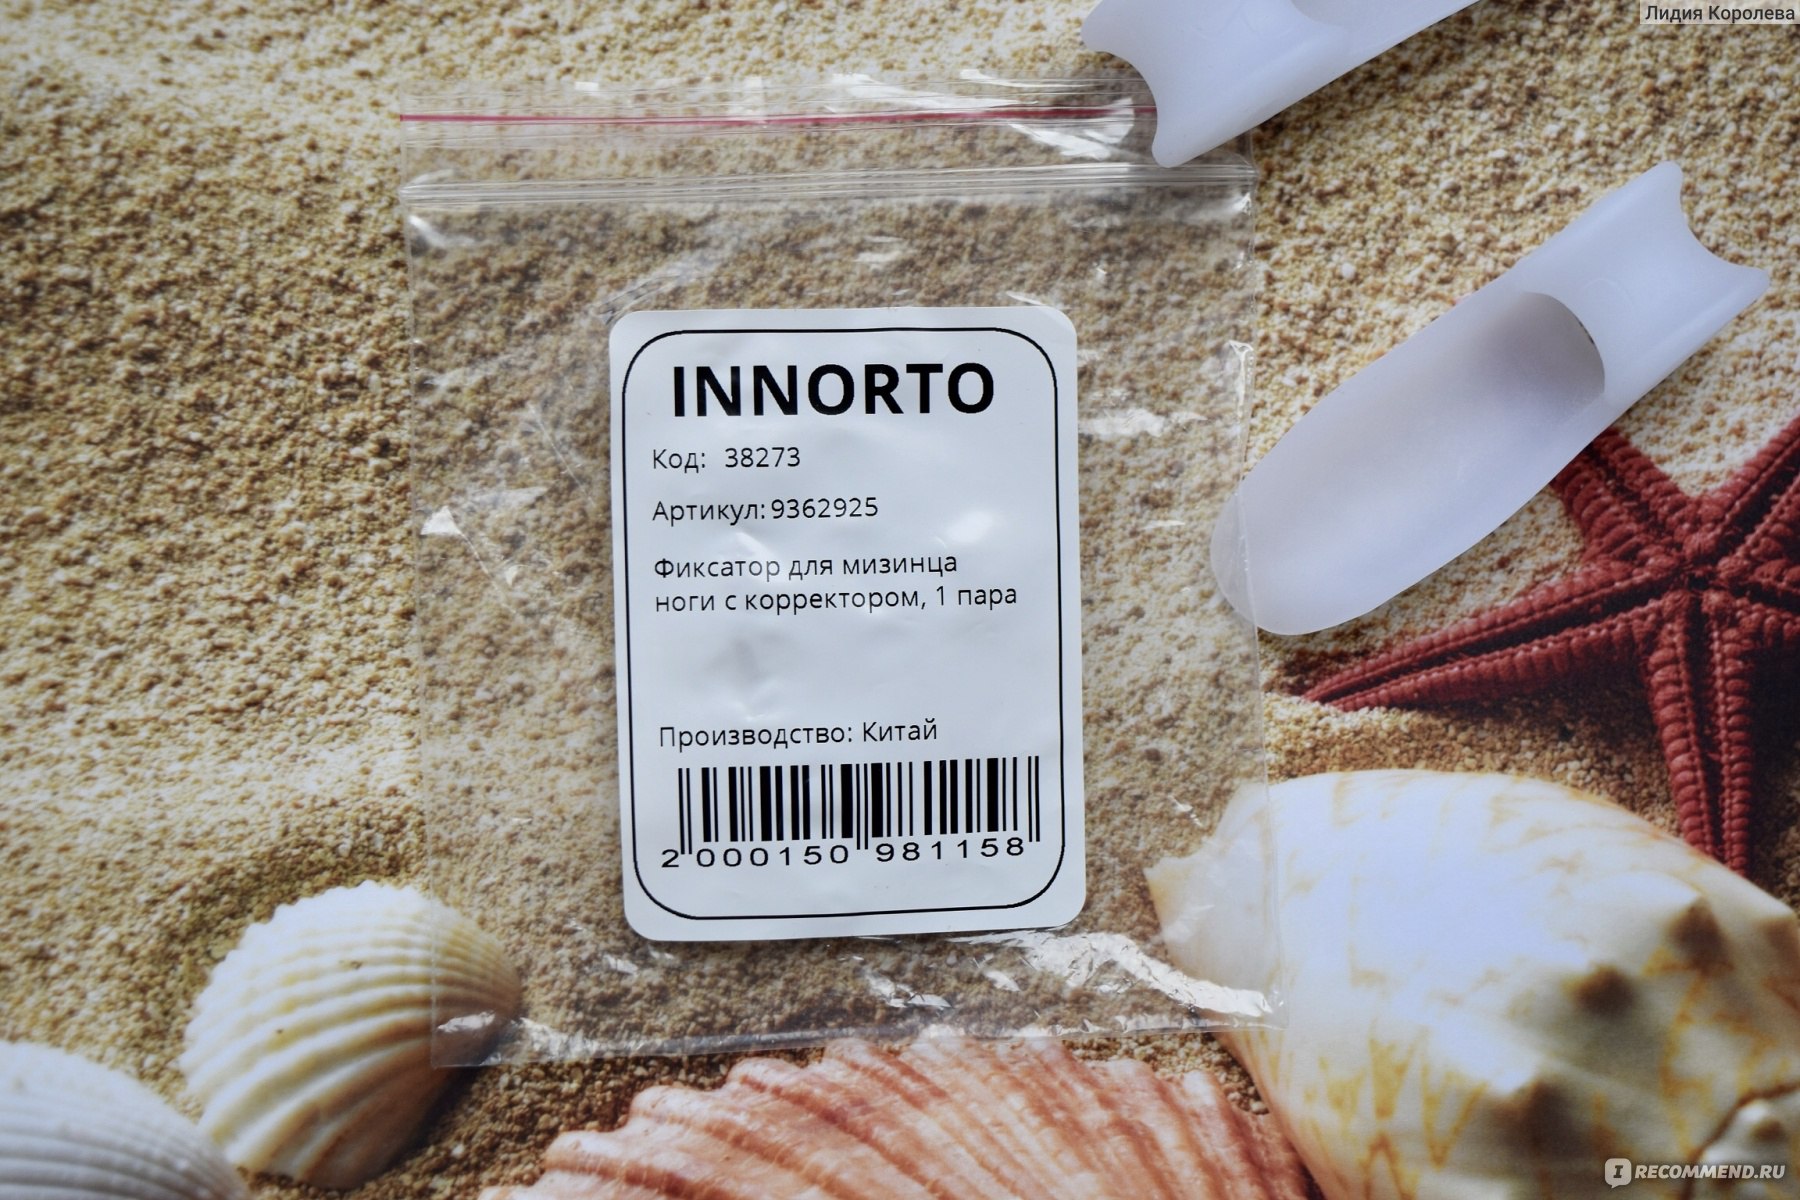 Лидия Королева
INNORTO
Код: 38273
Артикул: 9362925
Фиксатор для мизинца
ноги с корректором, 1 пара
Производство: Китай
2 000150 981158
IRECOMMEND.RU